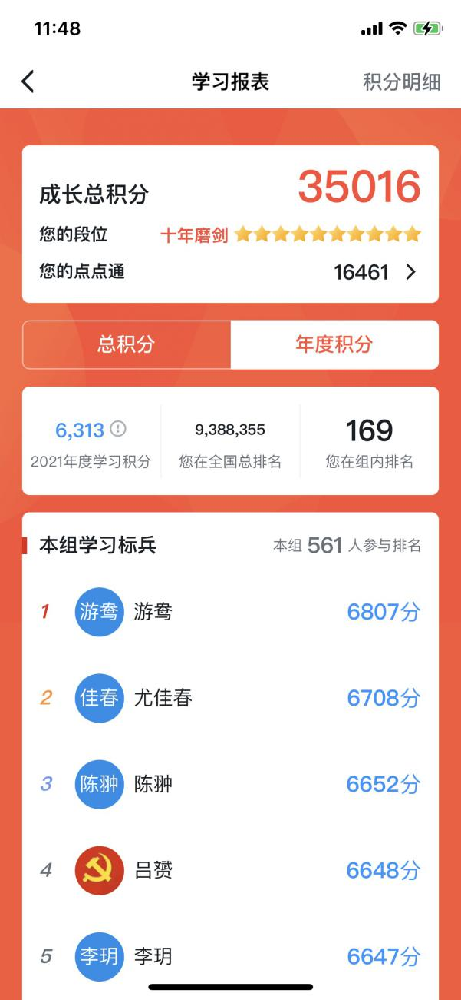 11:48
学习报表 积分明细
成长总积分 35016
您的段位 十年磨剑
您的点点通 16461
总积分 年度积分
6,313 9,388,355 169
2021年度学习积分 您在全国总排名 您在组内排名
本组学习标兵 本组 561 人参与排名
1 游鸯 游鸯 6807分
2 佳春 尤佳春 6708分
3 陈翀 陈翀 6652分
4 吕赟 6648分
5 李玥 李玥 6647分